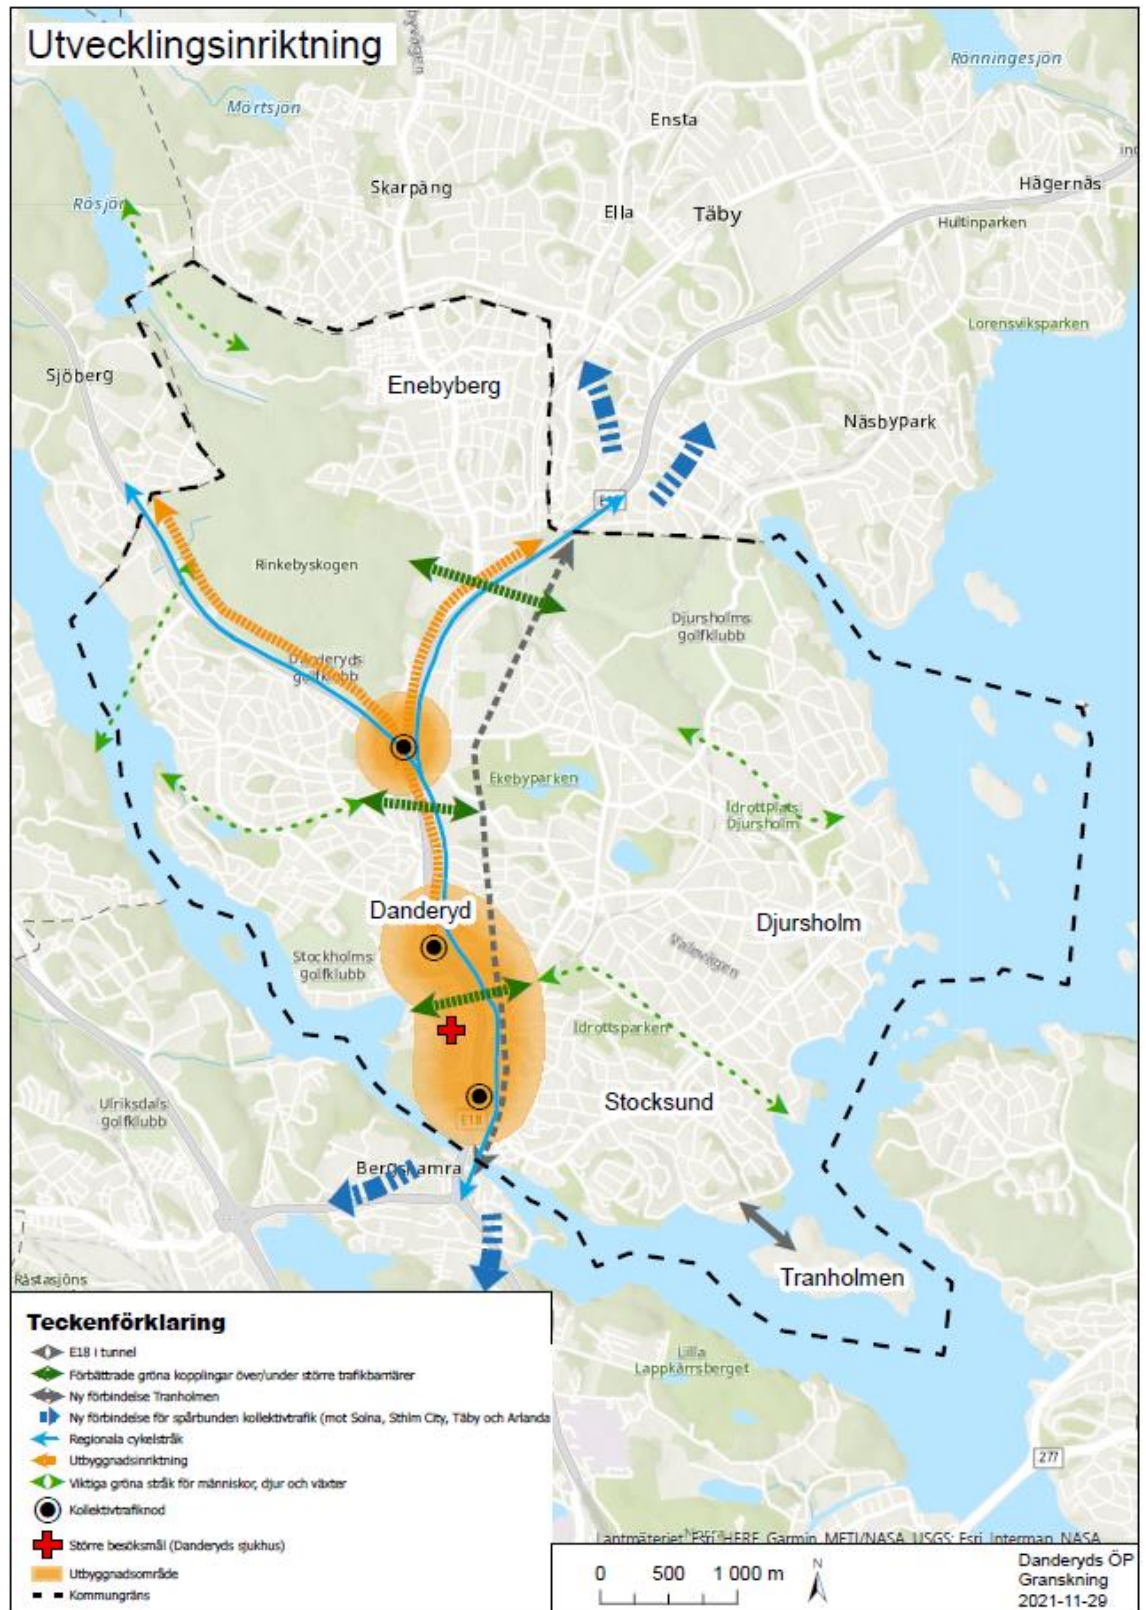 Utvecklingsinriktning
byvägen
Rönningesjön
Mörtsjön
Ensta
Skarpäng
Hägernäs
Rösjön
Ella
Täby
Hultinparken
Lorensviksparken
Sjöberg
Enebyberg
Näsbypark
Rinkebyskogen
Djursholms
golfklubb
Danderyds
golfklubb
Ekebyparken
Idrottplats
Djursholm
Danderyd
Djursholm
Stockholms
golfklubb
Vallavägen
Idrottsparken
Ulriksdals
golfklubb
Stocksund
E18
Bergshamra
Tranholmen
Råstasjöns
Lilla
Lappkärrsberget
277
Teckenförklaring
E18 i tunnel
Förbättrade gröna kopplingar över/under större trafikbarriärer
Ny förbindelse Tranholmen
Ny förbindelse för spårbunden kollektivtrafik (mot Solna, Sthlm City, Täby och Arlanda
Regionala cykelstråk
Utbyggnadsinriktning
Viktiga gröna stråk för människor, djur och växter
Kollektivtrafiknod
Större besöksmål (Danderyds sjukhus)
Utbyggnadsområde
Kommungräns
Lantmäteriet, Esri, HERE, Garmin, METI/NASA, USGS; Esri, Intermap, NASA
0 500 1 000 m
N
Danderyds ÖP
Granskning
2021-11-29